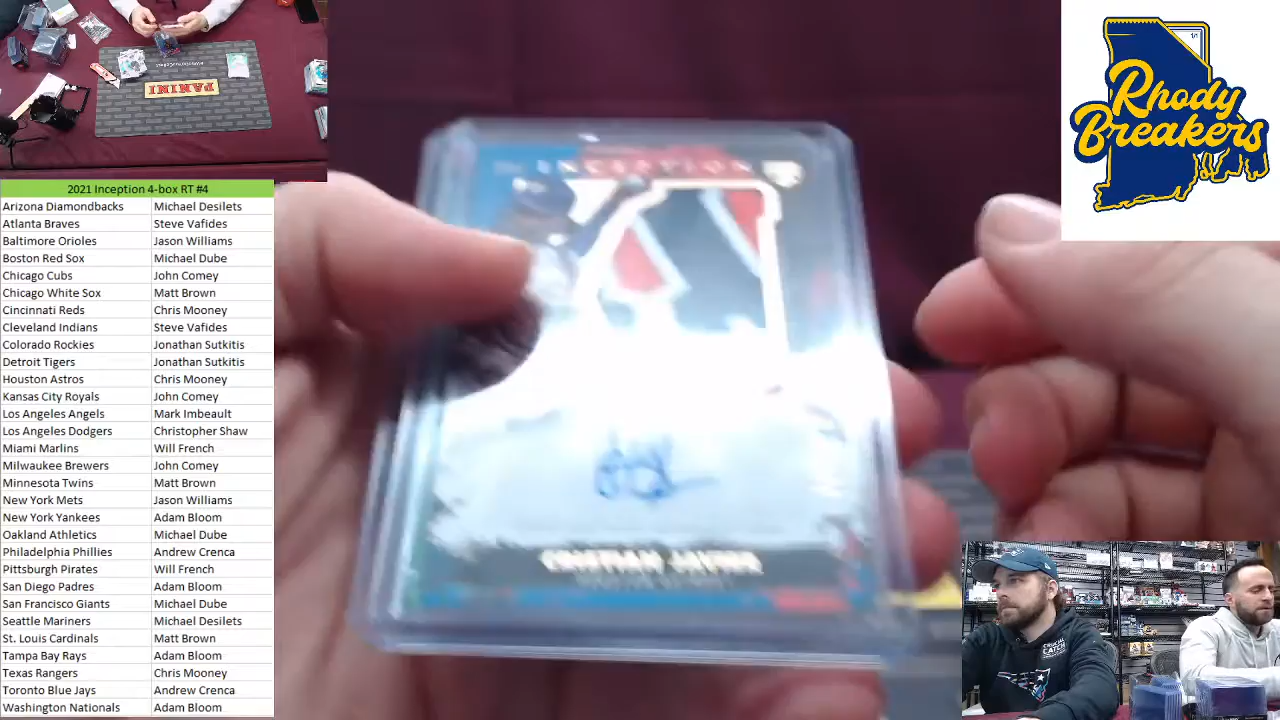 PANINI
INCEPTION
CRISTIAN JAVIER
Rhody
Breakers
1/1
2021 Inception 4-box RT #4
Arizona Diamondbacks Michael Desilets
Atlanta Braves Steve Vafides
Baltimore Orioles Jason Williams
Boston Red Sox Michael Dube
Chicago Cubs John Comey
Chicago White Sox Matt Brown
Cincinnati Reds Chris Mooney
Cleveland Indians Steve Vafides
Colorado Rockies Jonathan Sutkitis
Detroit Tigers Jonathan Sutkitis
Houston Astros Chris Mooney
Kansas City Royals John Comey
Los Angeles Angels Mark Imbeault
Los Angeles Dodgers Christopher Shaw
Miami Marlins Will French
Milwaukee Brewers John Comey
Minnesota Twins Matt Brown
New York Mets Jason Williams
New York Yankees Adam Bloom
Oakland Athletics Michael Dube
Philadelphia Phillies Andrew Crenca
Pittsburgh Pirates Will French
San Diego Padres Adam Bloom
San Francisco Giants Michael Dube
Seattle Mariners Michael Desilets
St. Louis Cardinals Matt Brown
Tampa Bay Rays Adam Bloom
Texas Rangers Chris Mooney
Toronto Blue Jays Andrew Crenca
Washington Nationals Adam Bloom